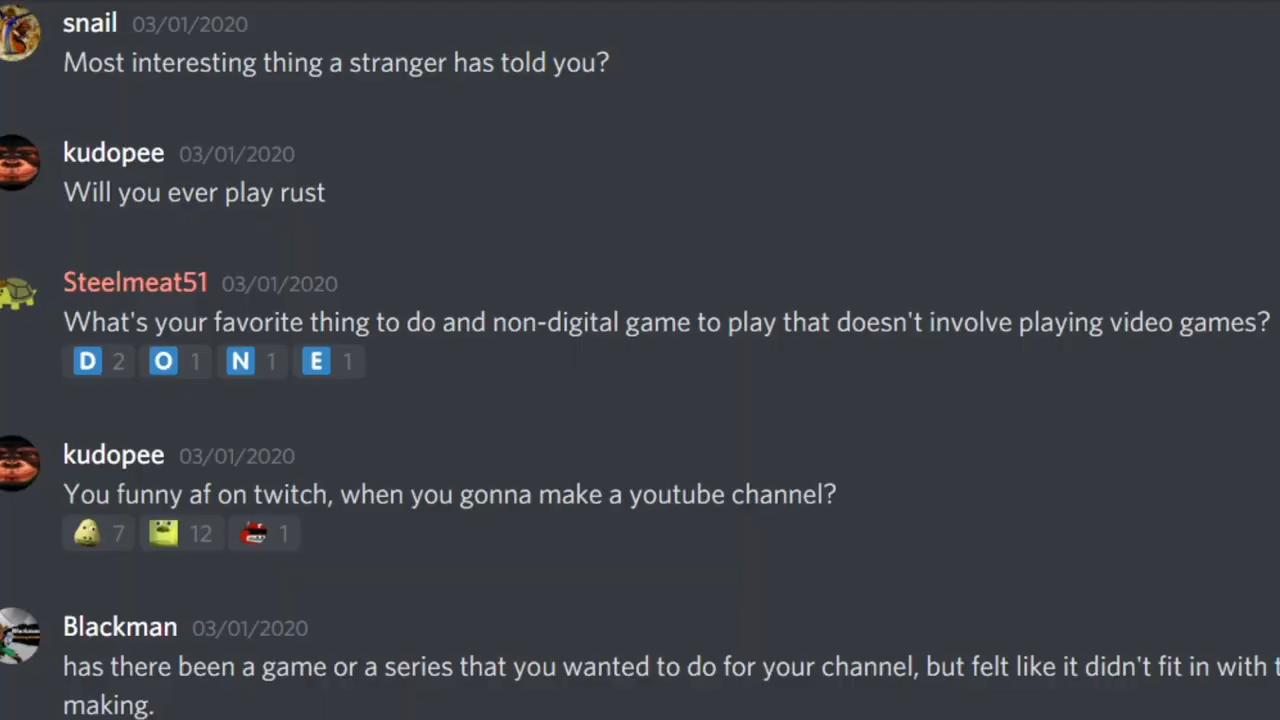 snail 03/01/2020
Most interesting thing a stranger has told you?
kudopee 03/01/2020
Will you ever play rust
Steelmeat51 03/01/2020
What's your favorite thing to do and non-digital game to play that doesn't involve playing video games?
D 2 O 1 N 1 E 1
kudopee 03/01/2020
You funny af on twitch, when you gonna make a youtube channel?
7 12 1
Blackman 03/01/2020
has there been a game or a series that you wanted to do for your channel, but felt like it didn't fit in with
making.